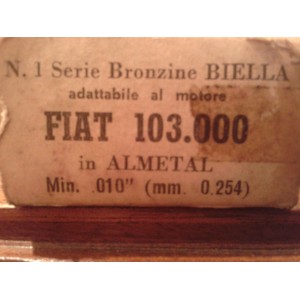 N. 1 Serie Bronzine BIELLA
adattabile al motore
FIAT 103.000
in ALMETAL
Min. .010" (mm. 0.254)